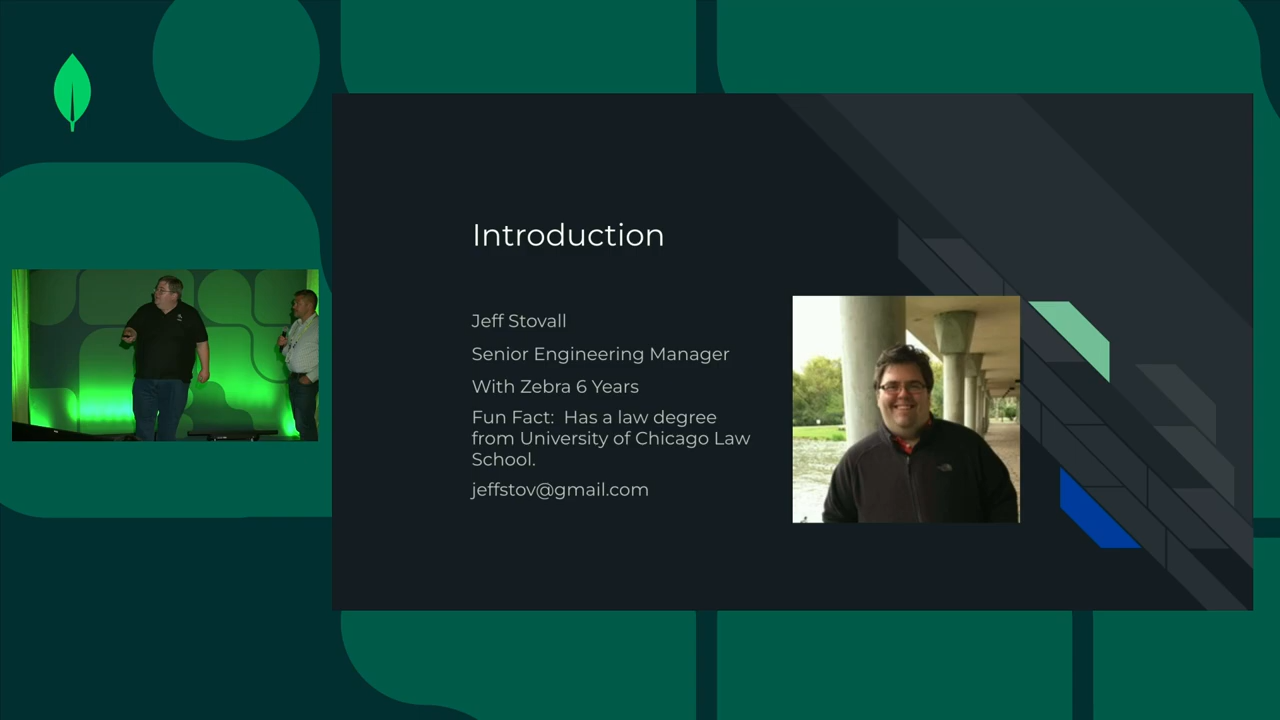 Introduction
Jeff Stovall
Senior Engineering Manager
With Zebra 6 Years
Fun Fact:  Has a law degree
from University of Chicago Law
School.
jeffstov@gmail.com